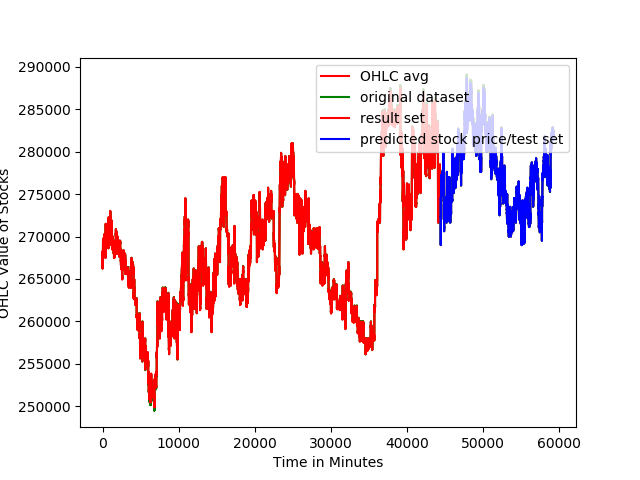 290000
285000
280000
275000
270000
265000
260000
255000
250000
OHLC Value of Stocks
OHLC avg
original dataset
result set
predicted stock price/test set
0
10000
20000
30000
40000
50000
60000
Time in Minutes